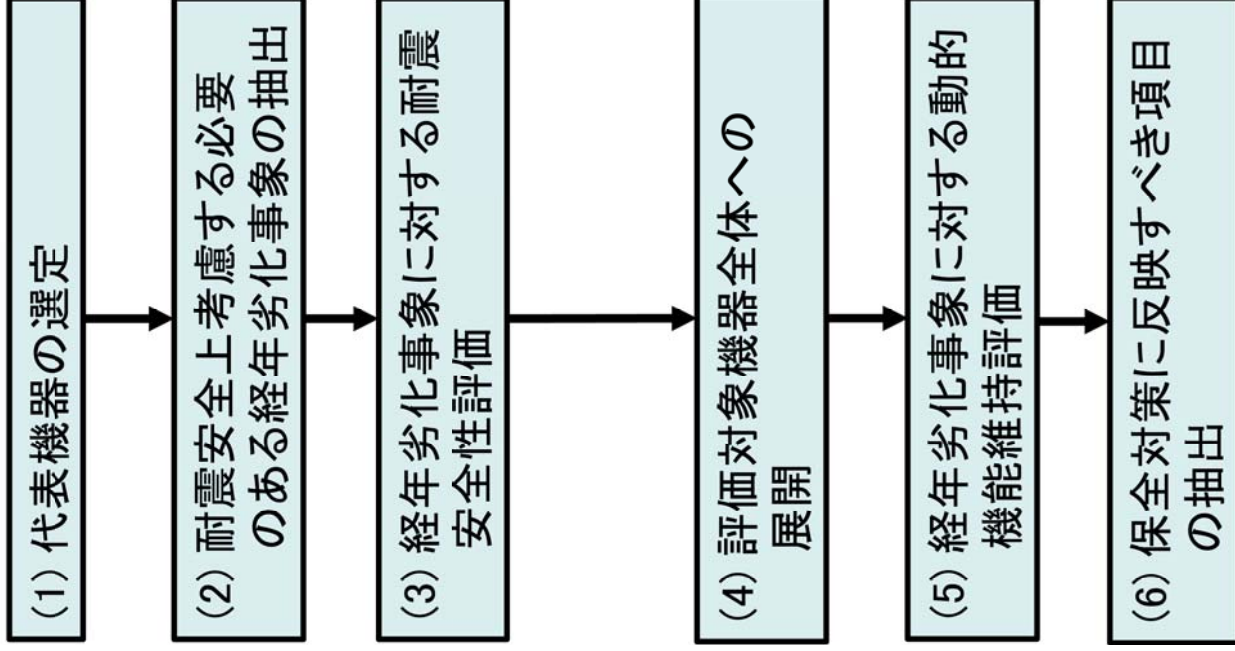 (1) 代表機器の選定
(2) 耐震安全上考慮する必要
のある経年劣化事象の抽出
(3) 経年劣化事象に対する耐震
安全性評価
(4) 評価対象機器全体への
展開
(5) 経年劣化事象に対する動的
機能維持評価
(6) 保全対策に反映すべき項目
の抽出